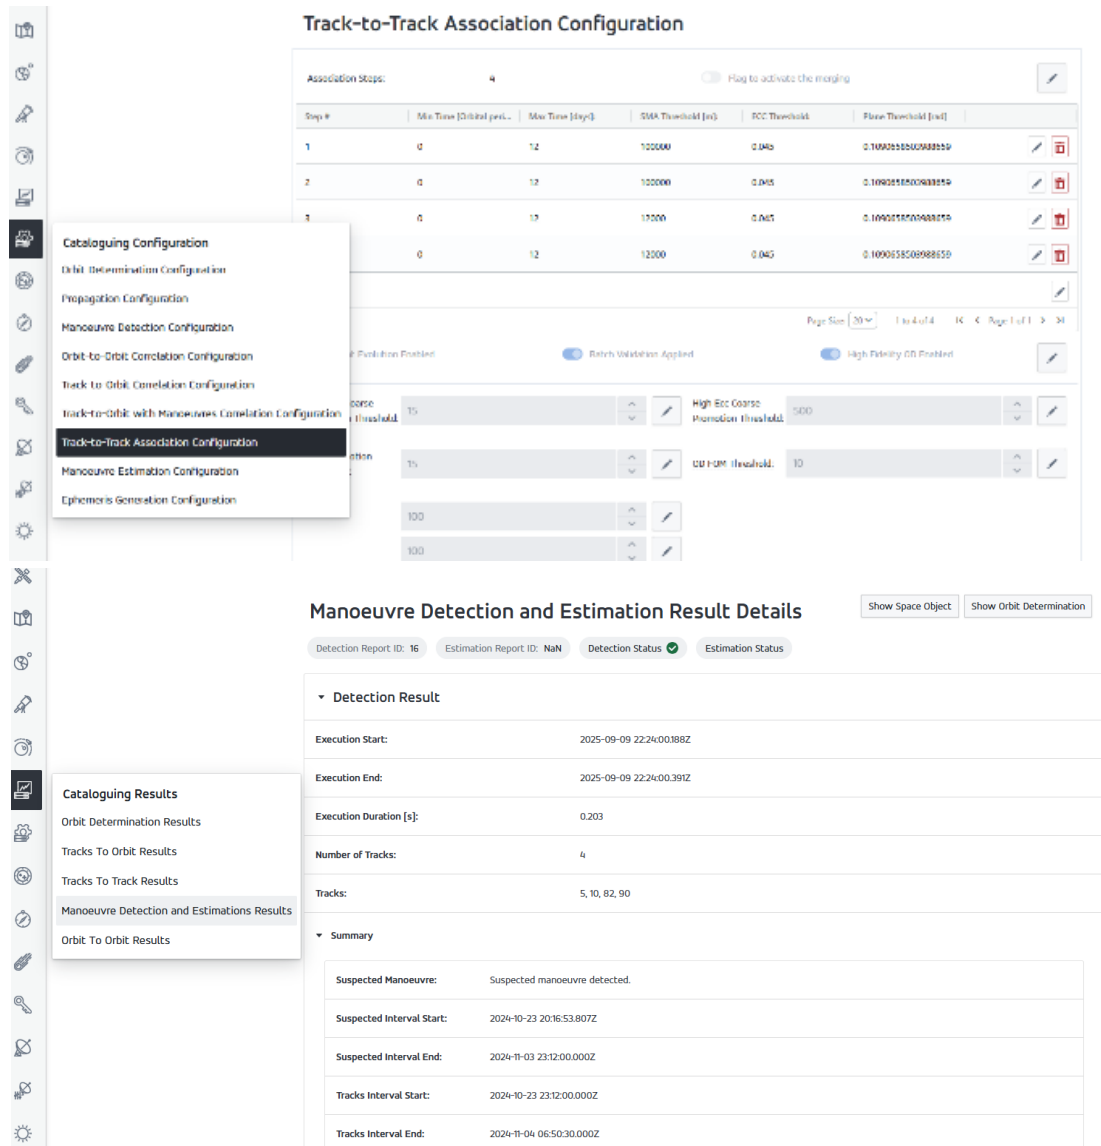 Track-to-Track Association Configuration
Association Steps: 4 Flag to activate the merging
Step # Min Time [Orbital peri... Max Time [days]: SMA Threshold [m]: ECC Threshold: Plane Threshold [rad]
1 0 12 100000 0.045 0.1090658503988659
2 0 12 100000 0.045 0.1090658503988659
3 0 12 12000 0.045 0.1090658503988659
0 12 12000 0.045 0.1090658503988659
Page Size: 20 1 to 4 of 4 Page 1 of 1
Evolution Enabled Batch Validation Applied High Fidelity OD Enabled
Threshold: 15 High Ecc Coarse Promotion Threshold: 500
15 OD FOM Threshold: 10
100
100
Cataloguing Configuration
Orbit Determination Configuration
Propagation Configuration
Manoeuvre Detection Configuration
Orbit-to-Orbit Correlation Configuration
Track-to-Orbit Correlation Configuration
Track-to-Orbit with Manoeuvres Correlation Configuration
Track-to-Track Association Configuration
Manoeuvre Estimation Configuration
Ephemeris Generation Configuration
Manoeuvre Detection and Estimation Result Details
Show Space Object Show Orbit Determination
Detection Report ID: 16 Estimation Report ID: NaN Detection Status Estimation Status
Detection Result
Execution Start: 2025-09-09 22:24:00.188Z
Execution End: 2025-09-09 22:24:00.391Z
Execution Duration [s]: 0.203
Number of Tracks: 4
Tracks: 5, 10, 82, 90
Summary
Suspected Manoeuvre: Suspected manoeuvre detected.
Suspected Interval Start: 2024-10-23 20:16:53.807Z
Suspected Interval End: 2024-11-03 23:12:00.000Z
Tracks Interval Start: 2024-10-23 23:12:00.000Z
Tracks Interval End: 2024-11-04 06:50:30.000Z
Cataloguing Results
Orbit Determination Results
Tracks To Orbit Results
Tracks To Track Results
Manoeuvre Detection and Estimations Results
Orbit To Orbit Results